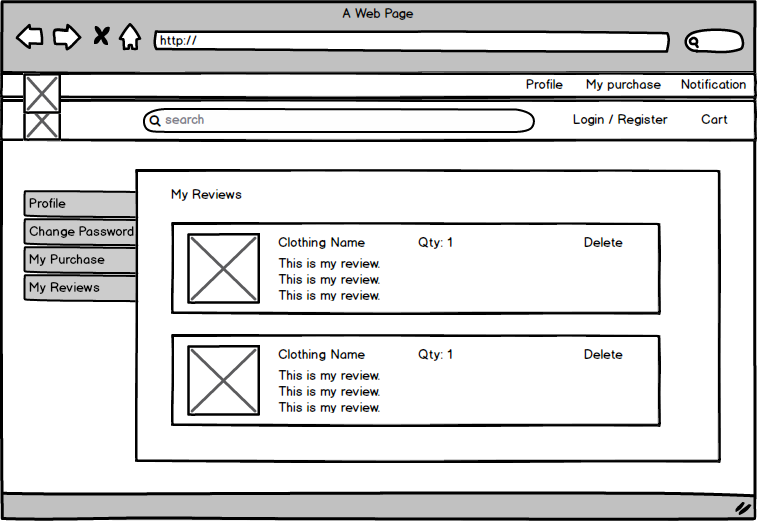 A Web Page
http://
Profile My purchase Notification
search Login / Register Cart
Profile
Change Password
My Purchase
My Reviews
My Reviews
Clothing Name Qty: 1 Delete
This is my review.
This is my review.
This is my review.
Clothing Name Qty: 1 Delete
This is my review.
This is my review.
This is my review.